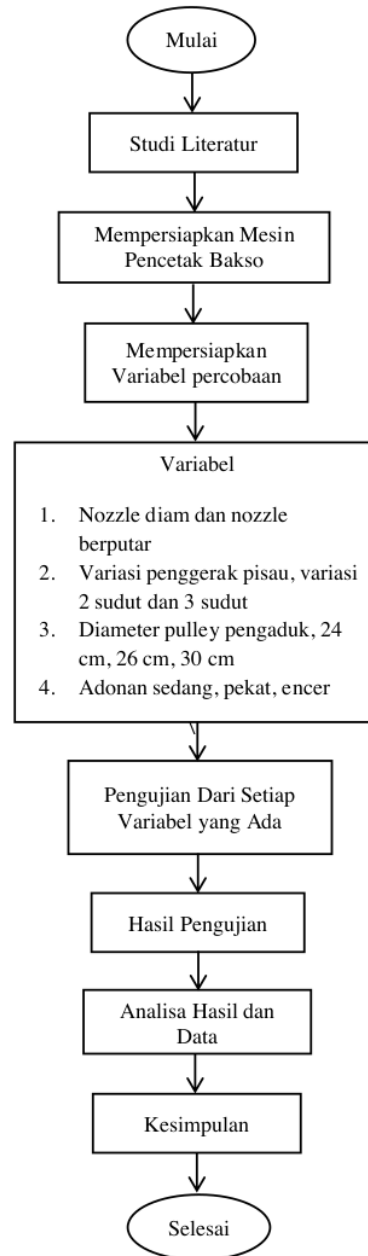 Mulai
Studi Literatur
Mempersiapkan Mesin
Pencetak Bakso
Mempersiapkan
Variabel percobaan
Variabel
1. Nozzle diam dan nozzle
berputar
2. Variasi penggerak pisau, variasi
2 sudut dan 3 sudut
3. Diameter pulley pengaduk, 24
cm, 26 cm, 30 cm
4. Adonan sedang, pekat, encer
\
Pengujian Dari Setiap
Variabel yang Ada
Hasil Pengujian
Analisa Hasil dan
Data
Kesimpulan
Selesai